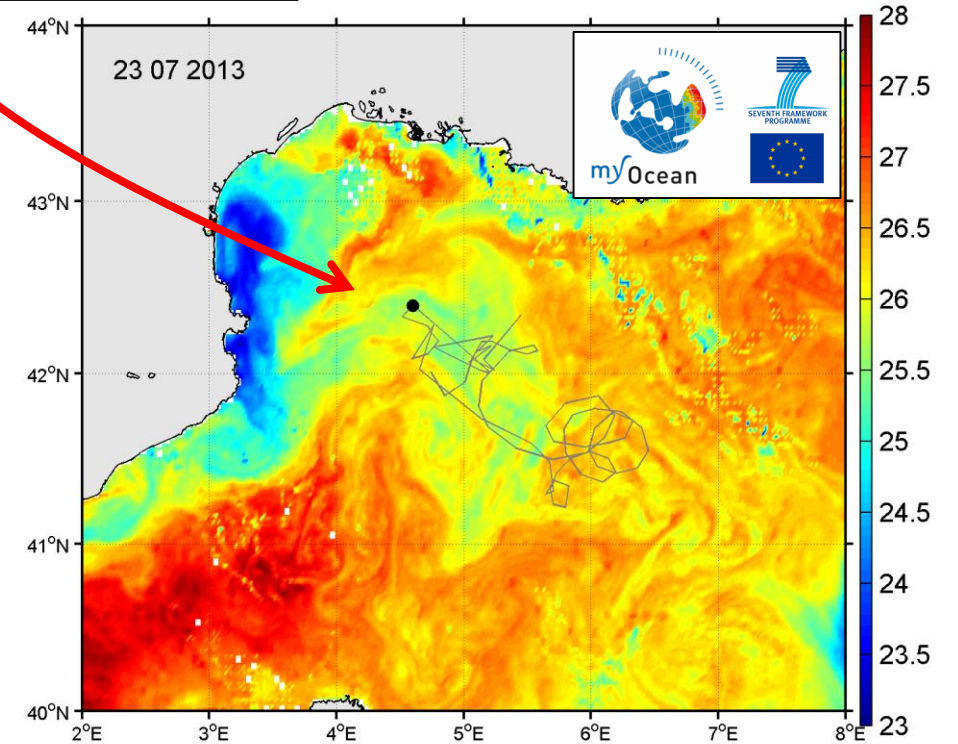 23 07 2013
my Ocean
SEVENTH FRAMEWORK
PROGRAMME
44°N
43°N
42°N
41°N
40°N
2°E
3°E
4°E
5°E
6°E
7°E
8°E
28
27.5
27
26.5
26
25.5
25
24.5
24
23.5
23